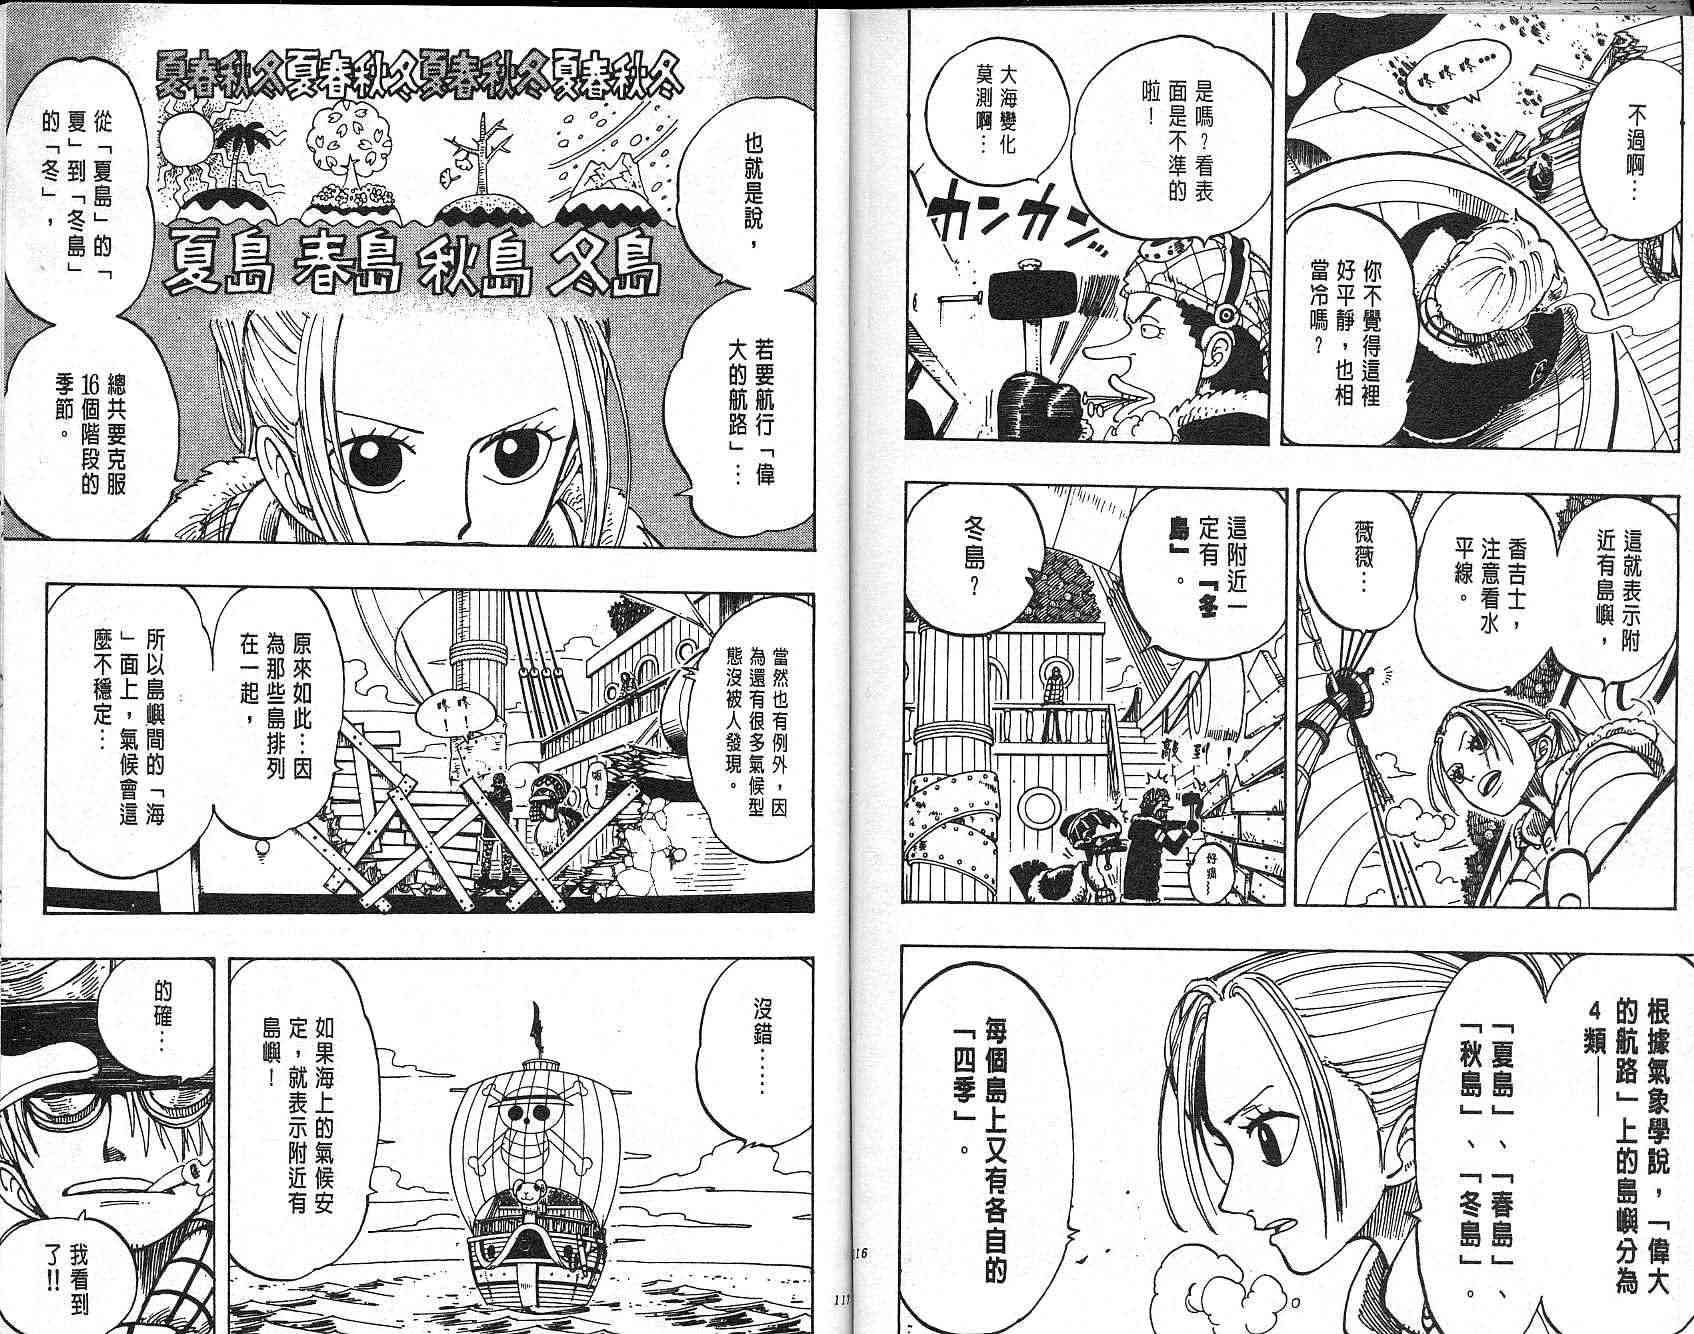 不過啊…
咚咚咚…
你不覺得這裡
好平靜，也相
當冷嗎？
是嗎？看表
面是不準的
啦！
大海變化
莫測啊…
カンカンッ
這就表示附
近有島嶼，
香吉士，
注意看水
平線。
薇薇…
這附近一
定有『冬
島』。
冬島？
敲到！
好痛～
根據氣象學說，「偉大
的航路」上的島嶼分為
4類——
「夏島」、「春島」、
「秋島」、「冬島」。
每個島上又有各自的
「四季」。
116
夏春秋冬夏春秋冬夏春秋冬夏春秋冬
夏島 春島 秋島 冬島
也就是說，
若要航行「偉
大的航路」…
從「夏島」的「
夏」到「冬島」
的「冬」，
總共要克服
16個階段的
季節。
當然也有例外，因
為還有很多氣候型
態沒被人發現。
咚！咚！
原來如此…因
為那些島排列
在一起，
所以島嶼間的「海
」面上，氣候會這
麼不穩定…
沒錯……
如果海上的氣候安
定，就表示附近有
島嶼！
的確…
我看到
了!!
117